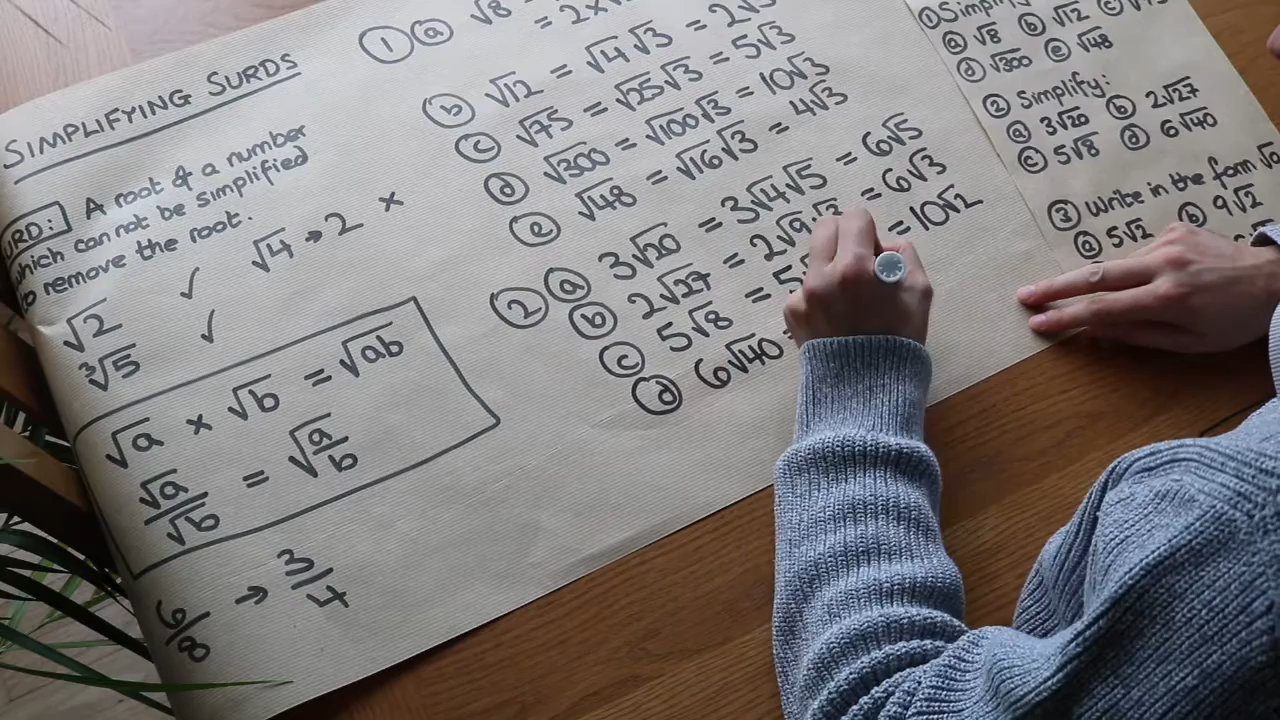 SIMPLIFYING SURDS
URD: A root of a number
which can not be simplified
to remove the root.
√2 ✓ √4 → 2 ×
³√5 ✓
√a × √b = √ab
√a/√b = √(a/b)
6/8 → 3/4
① ⓐ √8
= 2×
ⓑ √12 = √4√3 = 2√3
ⓒ √75 = √25√3 = 5√3
ⓓ √300 = √100√3 = 10√3
ⓔ √48 = √16√3 = 4√3
② ⓐ 3√20 = 3√4√5 = 6√5
ⓑ 2√27 = 2√9√3 = 6√3
ⓒ 5√8 = 5 = 10√2
ⓓ 6√40
① Simplify
ⓐ √8 ⓑ √12 ⓒ
ⓓ √300 ⓔ √48
② Simplify:
ⓐ 3√20 ⓑ 2√27
ⓒ 5√8 ⓓ 6√40
③ Write in the form √a
ⓐ 5√2 ⓑ 9√2